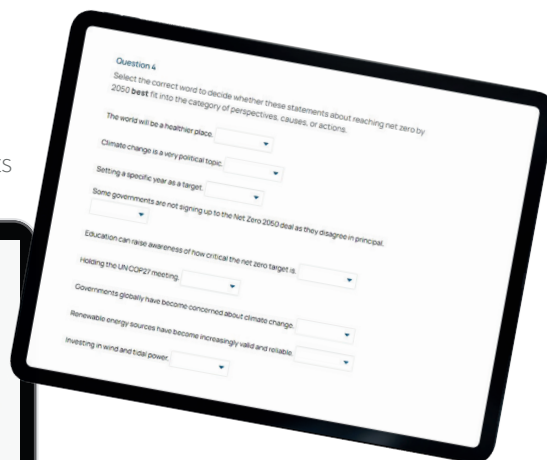 Question 4
Select the correct word to decide whether these statements about reaching net zero by
2050 best fit into the category of perspectives, causes, or actions.
The world will be a healthier place.
Climate change is a very political topic.
Setting a specific year as a target.
Some governments are not signing up to the Net Zero 2050 deal as they disagree in principal.
Education can raise awareness of how critical the net zero target is.
Holding the UN COP27 meeting.
Governments globally have become concerned about climate change.
Renewable energy sources have become increasingly valid and reliable.
Investing in wind and tidal power.